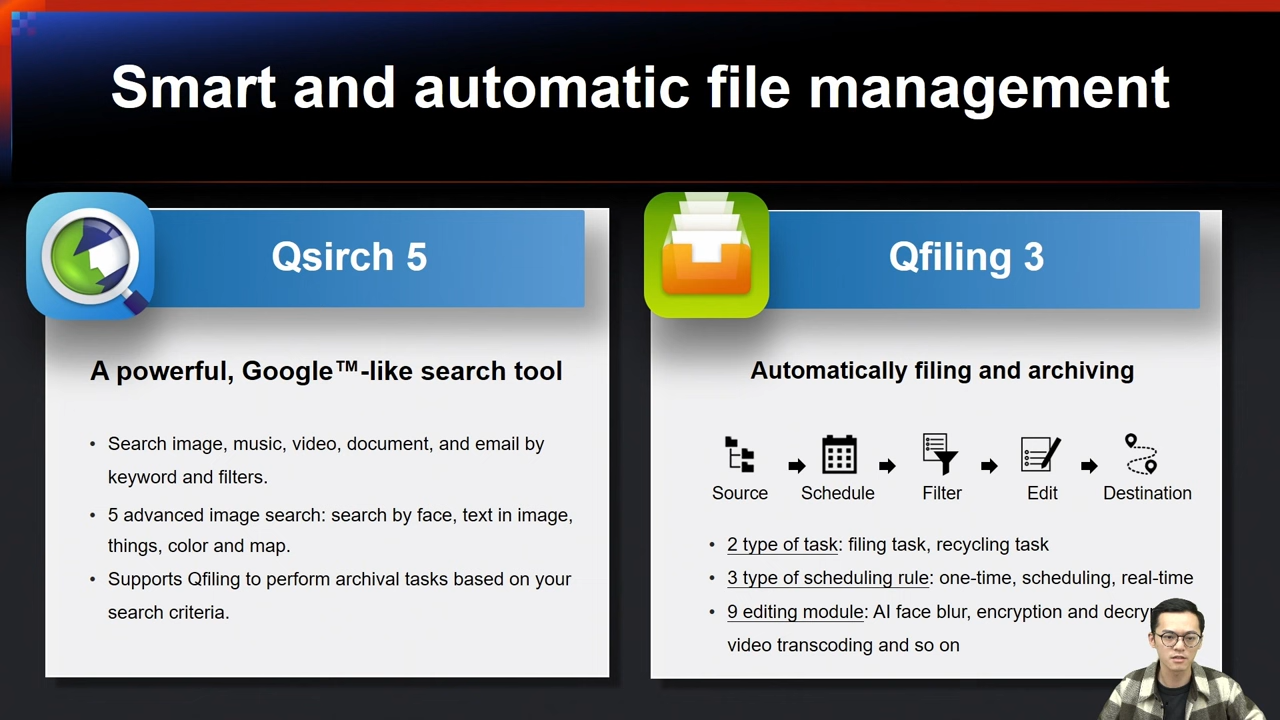 Smart and automatic file management
Qsirch 5
A powerful, Google™-like search tool
• Search image, music, video, document, and email by
keyword and filters.
• 5 advanced image search: search by face, text in image,
things, color and map.
• Supports Qfiling to perform archival tasks based on your
search criteria.
Qfiling 3
Automatically filing and archiving
Source Schedule Filter Edit Destination
• 2 type of task: filing task, recycling task
• 3 type of scheduling rule: one-time, scheduling, real-time
• 9 editing module: AI face blur, encryption and
video transcoding and so on